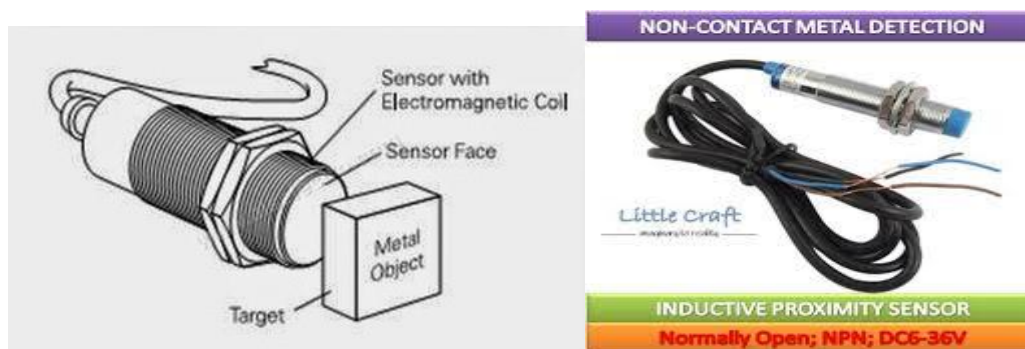 Sensor with
Electromagnetic Coil
Sensor Face
Metal
Object
Target
NON-CONTACT METAL DETECTION
Little Craft
INDUCTIVE PROXIMITY SENSOR
Normally Open; NPN; DC6-36V